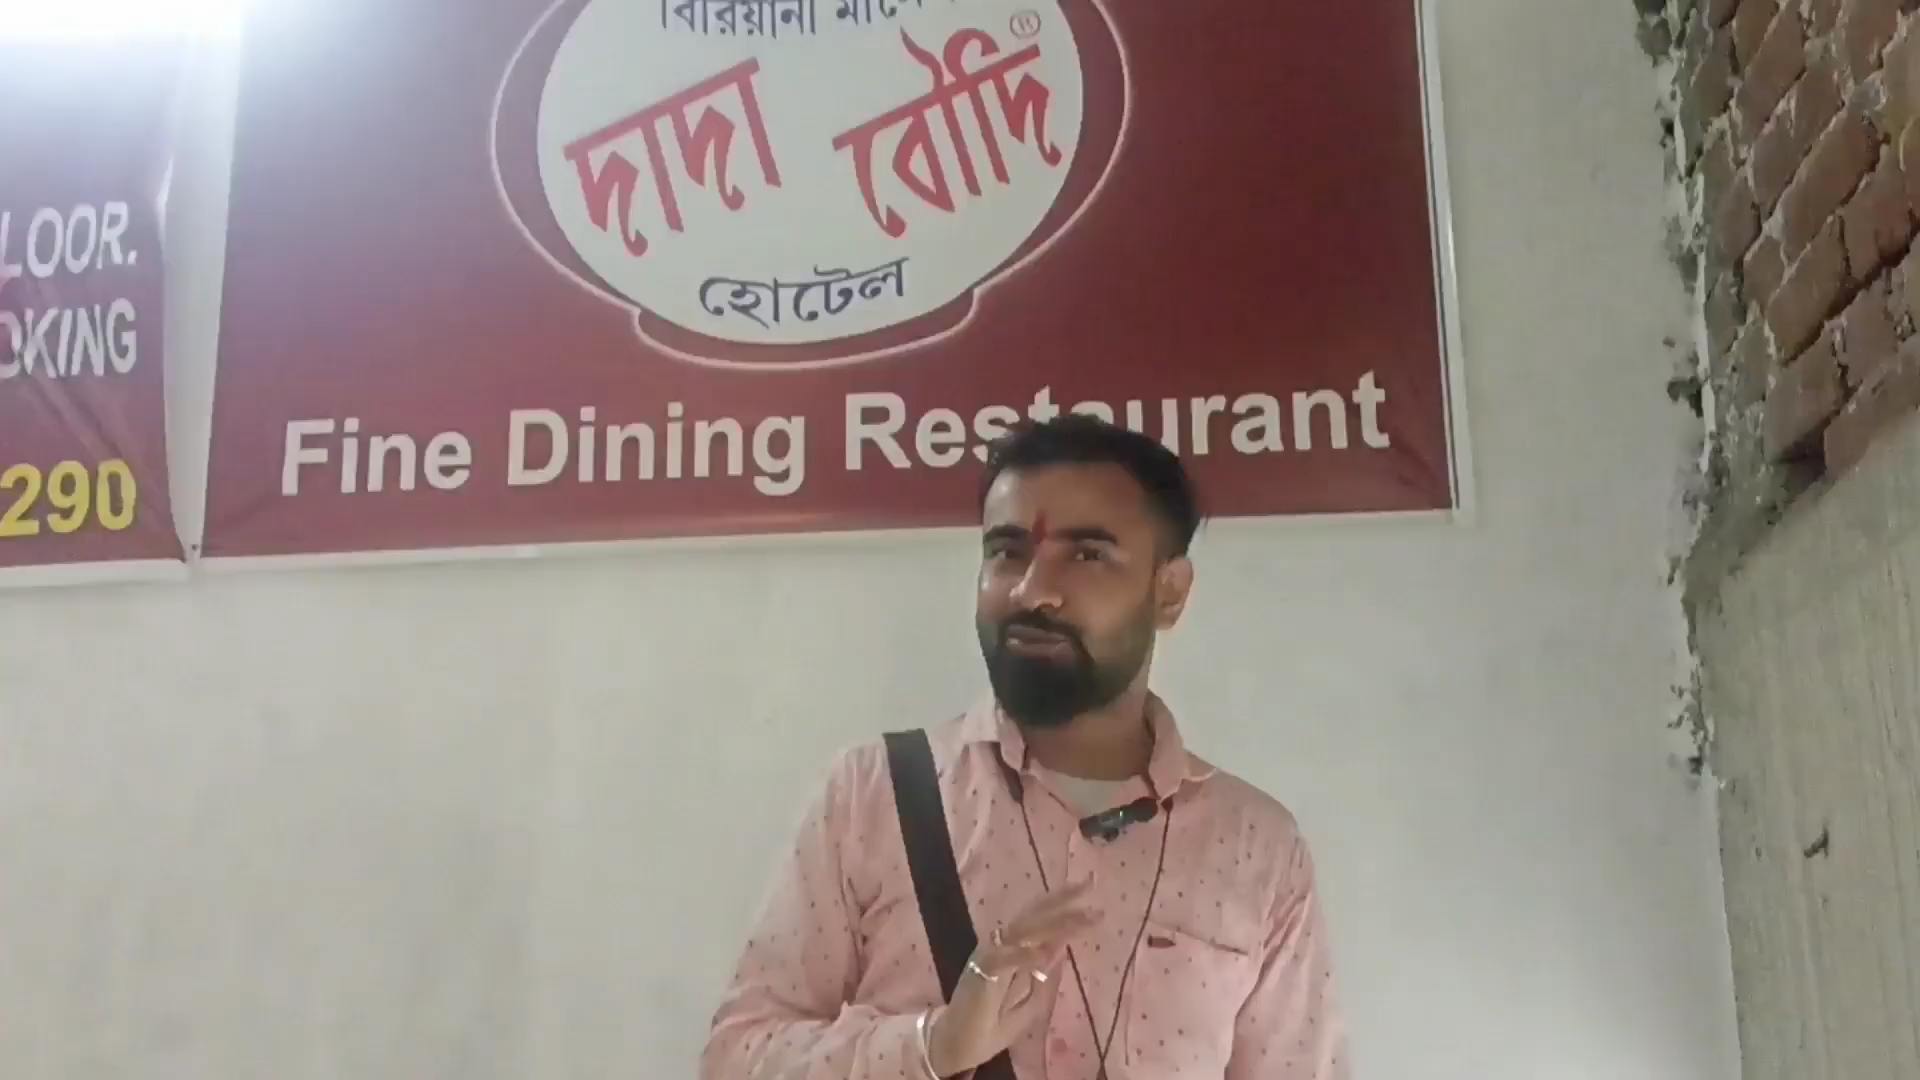 LOOR.
OKING
290
বিরিয়ানী মানে
®
দাদা বৌদি
হোটেল
Fine Dining Restaurant